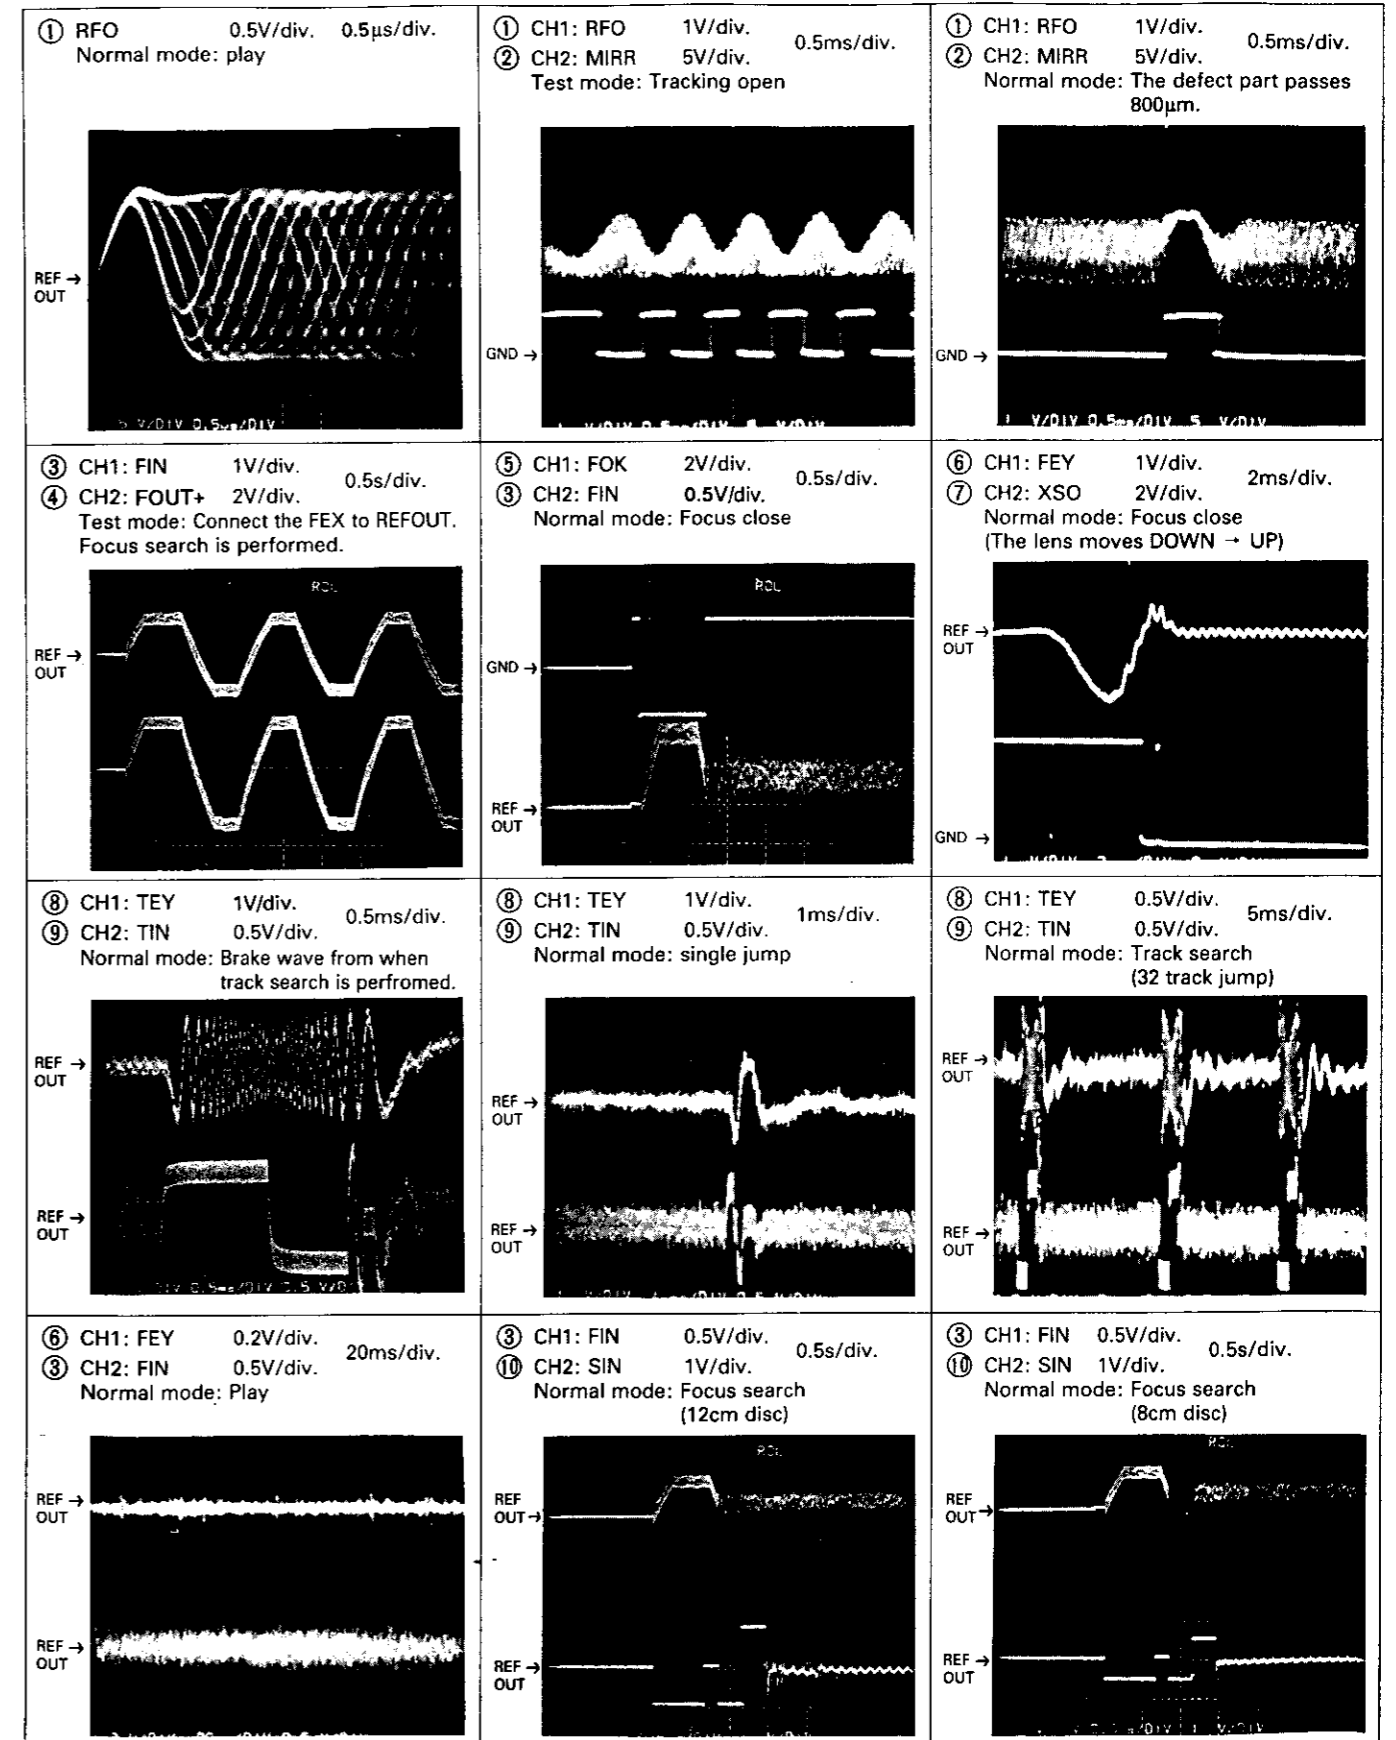 ① RFO 0.5V/div. 0.5µs/div.
Normal mode: play
REF →
OUT
V/DIV 0.5µs/DIV
① CH1: RFO 1V/div.
② CH2: MIRR 5V/div.
0.5ms/div.
Test mode: Tracking open
GND →
① CH1: RFO 1V/div.
② CH2: MIRR 5V/div.
0.5ms/div.
Normal mode: The defect part passes
800µm.
GND →
V/DIV 0.5ms/DIV 5 V/DIV
③ CH1: FIN 1V/div.
④ CH2: FOUT+ 2V/div.
0.5s/div.
Test mode: Connect the FEX to REFOUT.
Focus search is performed.
REF →
OUT
⑤ CH1: FOK 2V/div.
③ CH2: FIN 0.5V/div.
0.5s/div.
Normal mode: Focus close
GND →
REF →
OUT
⑥ CH1: FEY 1V/div.
⑦ CH2: XSO 2V/div.
2ms/div.
Normal mode: Focus close
(The lens moves DOWN → UP)
REF →
OUT
GND →
⑧ CH1: TEY 1V/div.
⑨ CH2: TIN 0.5V/div.
0.5ms/div.
Normal mode: Brake wave from when
track search is perfromed.
REF →
OUT
REF →
OUT
⑧ CH1: TEY 1V/div.
⑨ CH2: TIN 0.5V/div.
1ms/div.
Normal mode: single jump
REF →
OUT
REF →
OUT
⑧ CH1: TEY 0.5V/div.
⑨ CH2: TIN 0.5V/div.
5ms/div.
Normal mode: Track search
(32 track jump)
REF →
OUT
REF →
OUT
⑥ CH1: FEY 0.2V/div.
③ CH2: FIN 0.5V/div.
20ms/div.
Normal mode: Play
REF →
OUT
REF →
OUT
③ CH1: FIN 0.5V/div.
⑩ CH2: SIN 1V/div.
0.5s/div.
Normal mode: Focus search
(12cm disc)
REF
OUT →
REF →
OUT
③ CH1: FIN 0.5V/div.
⑩ CH2: SIN 1V/div.
0.5s/div.
Normal mode: Focus search
(8cm disc)
REF
OUT →
REF →
OUT